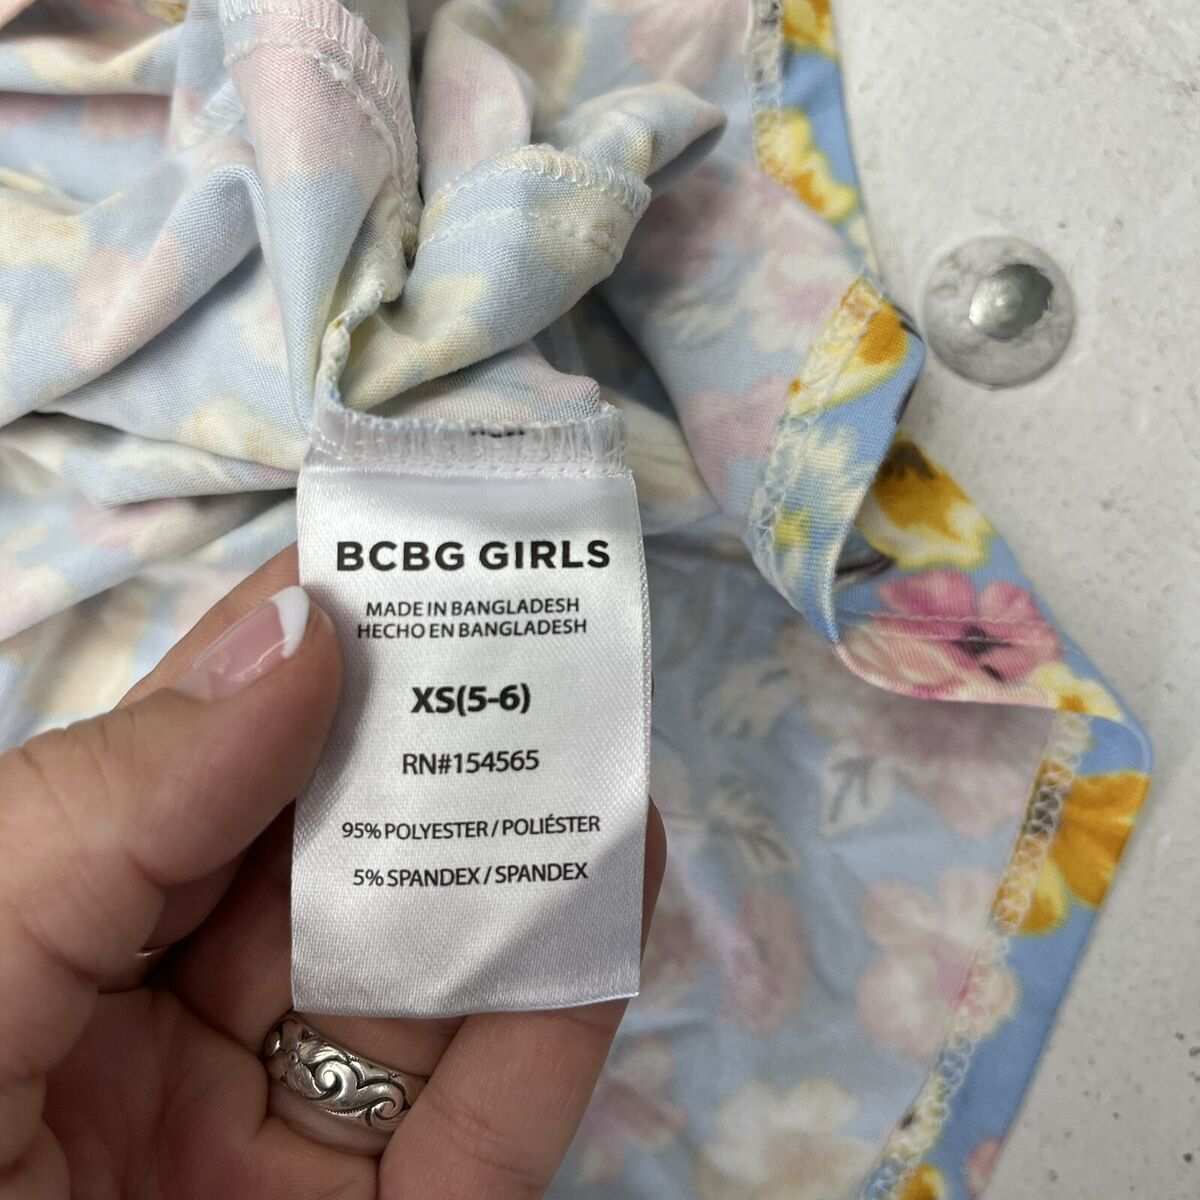 BCBG GIRLS
MADE IN BANGLADESH
HECHO EN BANGLADESH
XS(5-6)
RN#154565
95% POLYESTER / POLIÉSTER
5% SPANDEX / SPANDEX